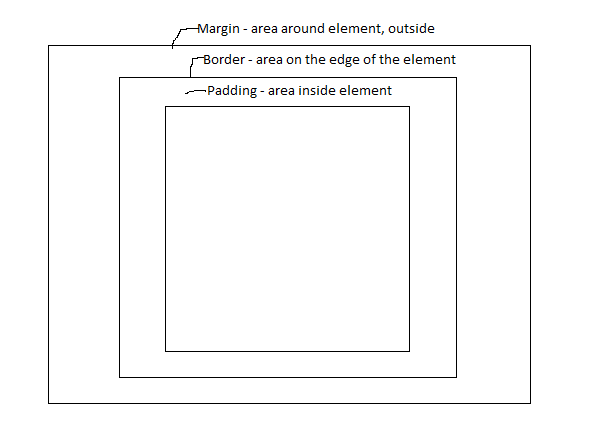 Margin - area around element, outside
Border - area on the edge of the element
Padding - area inside element